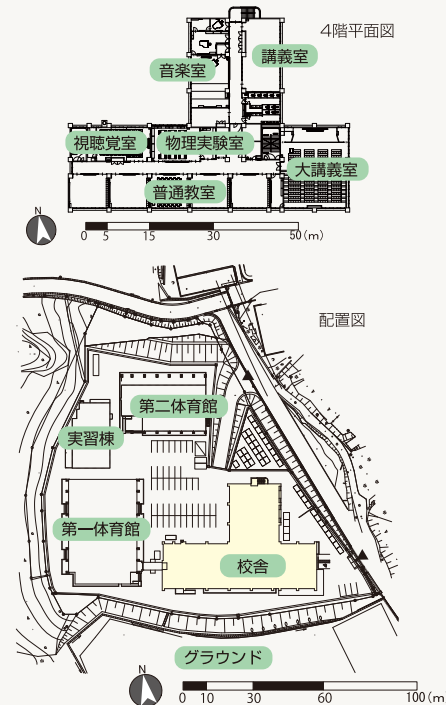 4階平面図
講義室
音楽室
視聴覚室
物理実験室
大講義室
普通教室
N
0 5 15 30 50(m)
配置図
第二体育館
実習棟
第一体育館
校舎
グラウンド
N
0 10 30 60 100(m